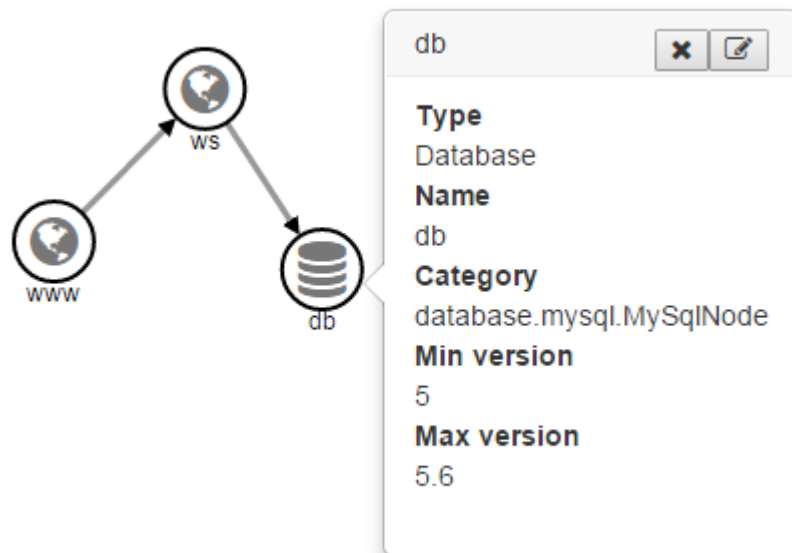 ws
www
db
db
Type
Database
Name
db
Category
database.mysql.MySqlNode
Min version
5
Max version
5.6